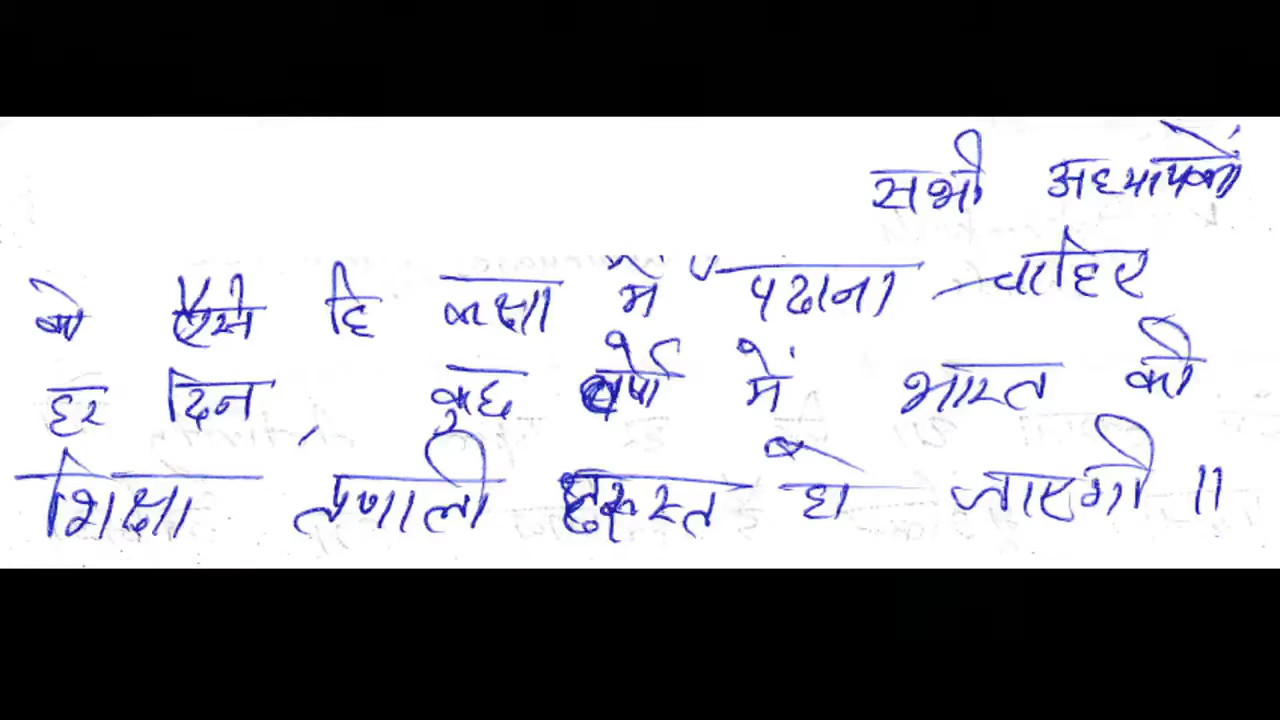 सभी अध्यापकों
को ऐसे हि कक्षा में पढाना चाहिए
हर दिन, कुछ वर्षो में भारत की
शिक्षा प्रणाली दुरुस्त हो जाएगी ॥